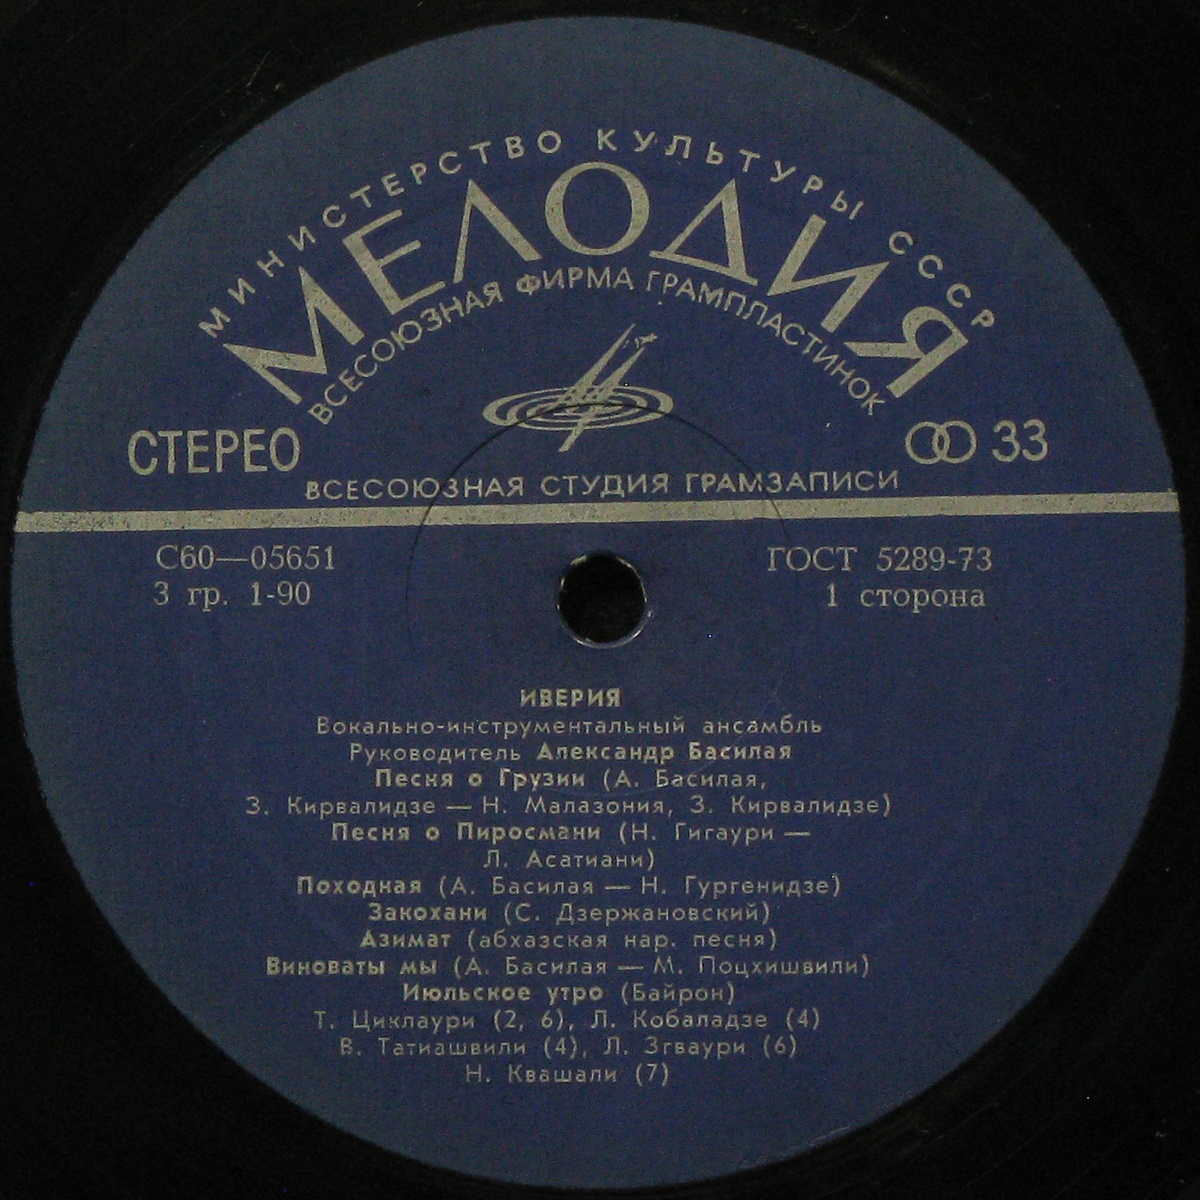 МИНИСТЕРСТВО КУЛЬТУРЫ СССР
МЕЛОДИЯ
ВСЕСОЮЗНАЯ ФИРМА ГРАМПЛАСТИНОК
СТЕРЕО
33
ВСЕСОЮЗНАЯ СТУДИЯ ГРАМЗАПИСИ
С60—05651
ГОСТ 5289-73
3 гр. 1-90
1 сторона
ИВЕРИЯ
Вокально-инструментальный ансамбль
Руководитель Александр Басилая
Песня о Грузии (А. Басилая,
З. Кирвалидзе — Н. Малазония, З. Кирвалидзе)
Песня о Пиросмани (Н. Гигаури —
Л. Асатиани)
Походная (А. Басилая — Н. Гургенидзе)
Закохани (С. Дзержановский)
Азимат (абхазская нар. песня)
Виноваты мы (А. Басилая — М. Поцхишвили)
Июльское утро (Байрон)
Т. Циклаури (2, 6), Л. Кобаладзе (4)
В. Татиашвили (4), Л. Згваури (6)
Н. Квашали (7)